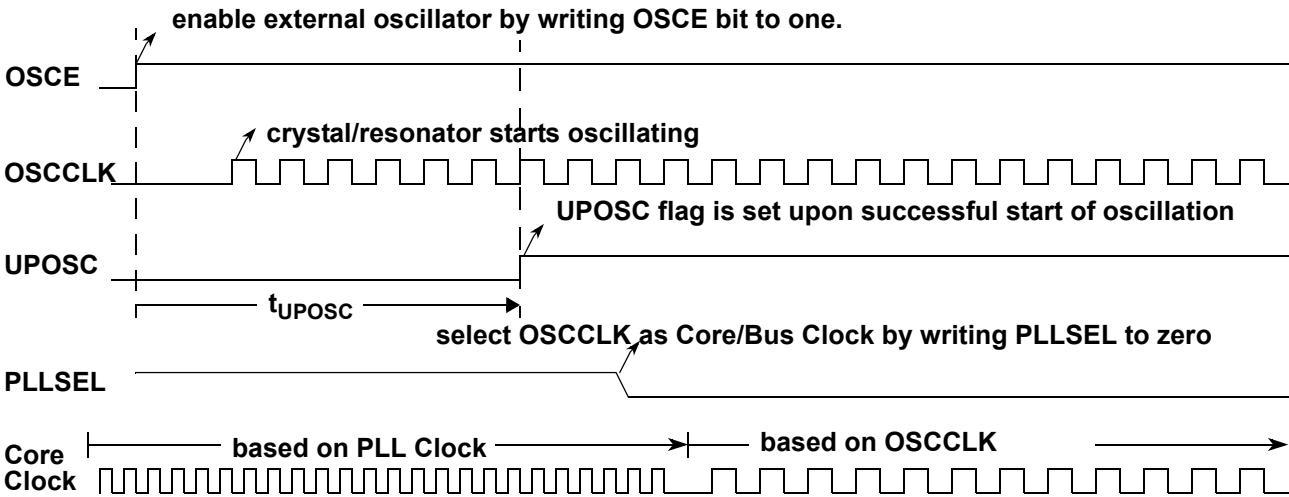 enable external oscillator by writing OSCE bit to one.
OSCE
crystal/resonator starts oscillating
OSCCLK
UPOSC flag is set upon successful start of oscillation
UPOSC
tUPOSC
select OSCCLK as Core/Bus Clock by writing PLLSEL to zero
PLLSEL
based on PLL Clock
based on OSCCLK
Core
Clock